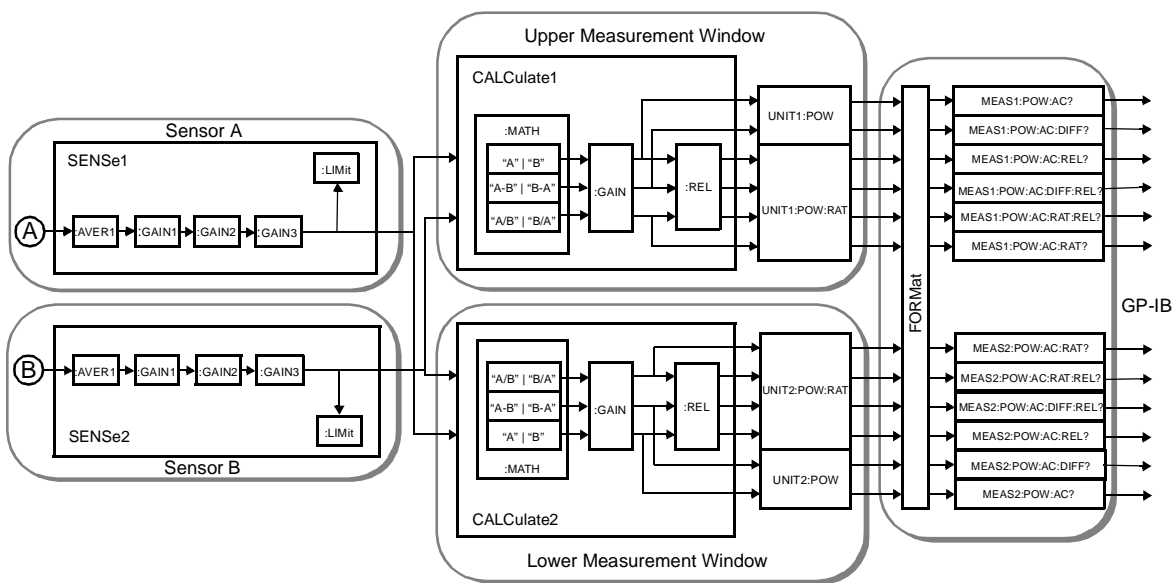 Upper Measurement Window
CALCulate1
:MATH
“A” | “B”
“A-B” | “B-A”
“A/B” | “B/A”
:GAIN
:REL
UNIT1:POW
UNIT1:POW:RAT
Sensor A
SENSe1
:LIMit
A
:AVER1
:GAIN1
:GAIN2
:GAIN3
B
:AVER1
:GAIN1
:GAIN2
:GAIN3
:LIMit
SENSe2
Sensor B
CALCulate2
“A/B” | “B/A”
“A-B” | “B-A”
“A” | “B”
:MATH
:GAIN
:REL
UNIT2:POW:RAT
UNIT2:POW
Lower Measurement Window
FORMat
MEAS1:POW:AC?
MEAS1:POW:AC:DIFF?
MEAS1:POW:AC:REL?
MEAS1:POW:AC:DIFF:REL?
MEAS1:POW:AC:RAT:REL?
MEAS1:POW:AC:RAT?
MEAS2:POW:AC:RAT?
MEAS2:POW:AC:RAT:REL?
MEAS2:POW:AC:DIFF:REL?
MEAS2:POW:AC:REL?
MEAS2:POW:AC:DIFF?
MEAS2:POW:AC?
GP-IB